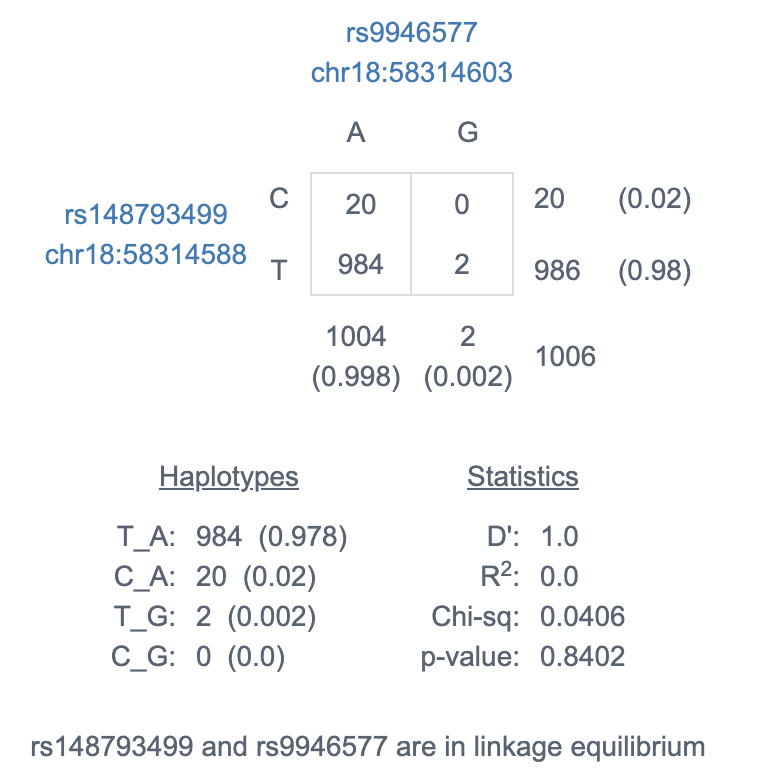 rs9946577
chr18:58314603
A G
C 20 0 20 (0.02)
rs148793499
chr18:58314588
T 984 2 986 (0.98)
1004 2 1006
(0.998) (0.002)
Haplotypes Statistics
T_A: 984 (0.978) D': 1.0
C_A: 20 (0.02) R²: 0.0
T_G: 2 (0.002) Chi-sq: 0.0406
C_G: 0 (0.0) p-value: 0.8402
rs148793499 and rs9946577 are in linkage equilibrium